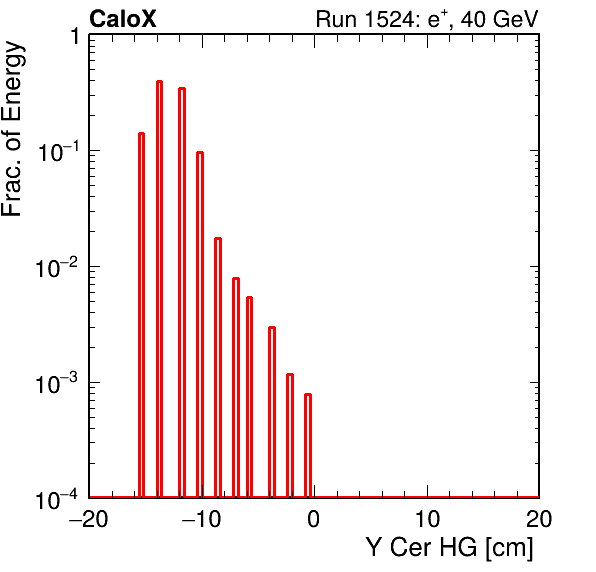 CaloX Run 1524: e⁺, 40 GeV
Frac. of Energy
1
10⁻¹
10⁻²
10⁻³
10⁻⁴
−20 −10 0 10 20
Y Cer HG [cm]